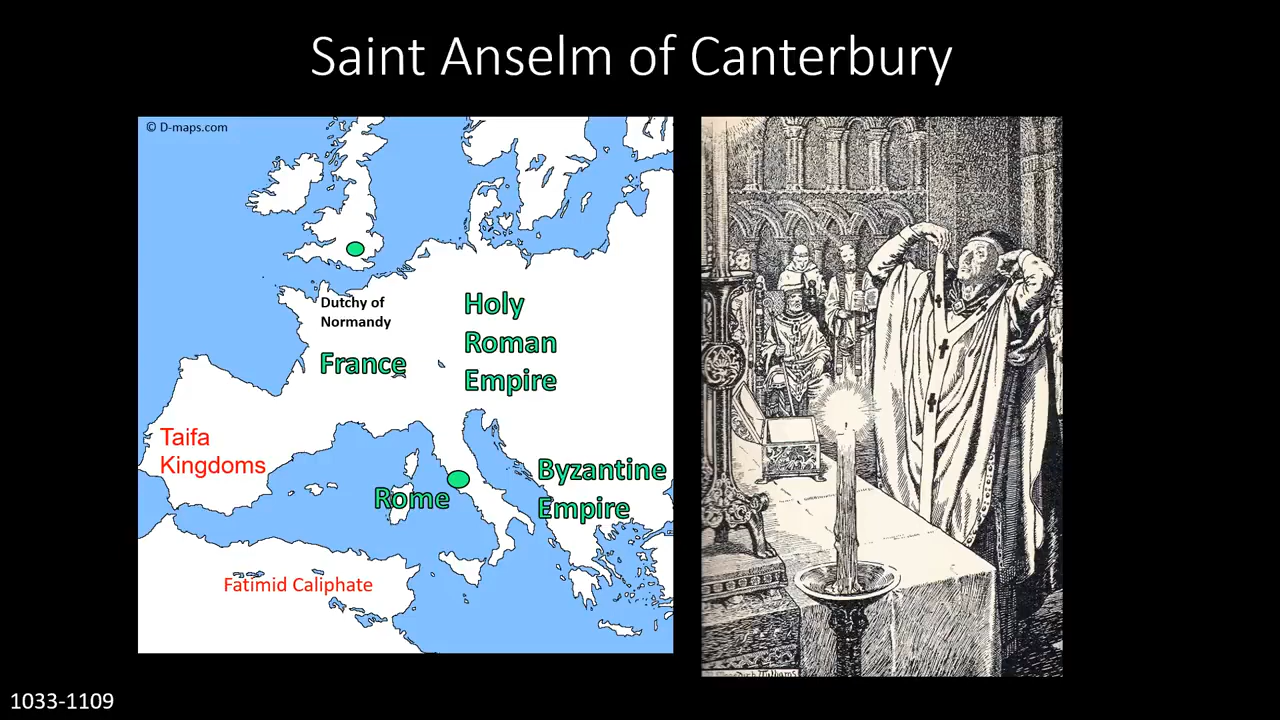 Saint Anselm of Canterbury
© D-maps.com
Dutchy of
Normandy
France
Holy
Roman
Empire
Taifa
Kingdoms
Rome
Byzantine
Empire
Fatimid Caliphate
1033-1109